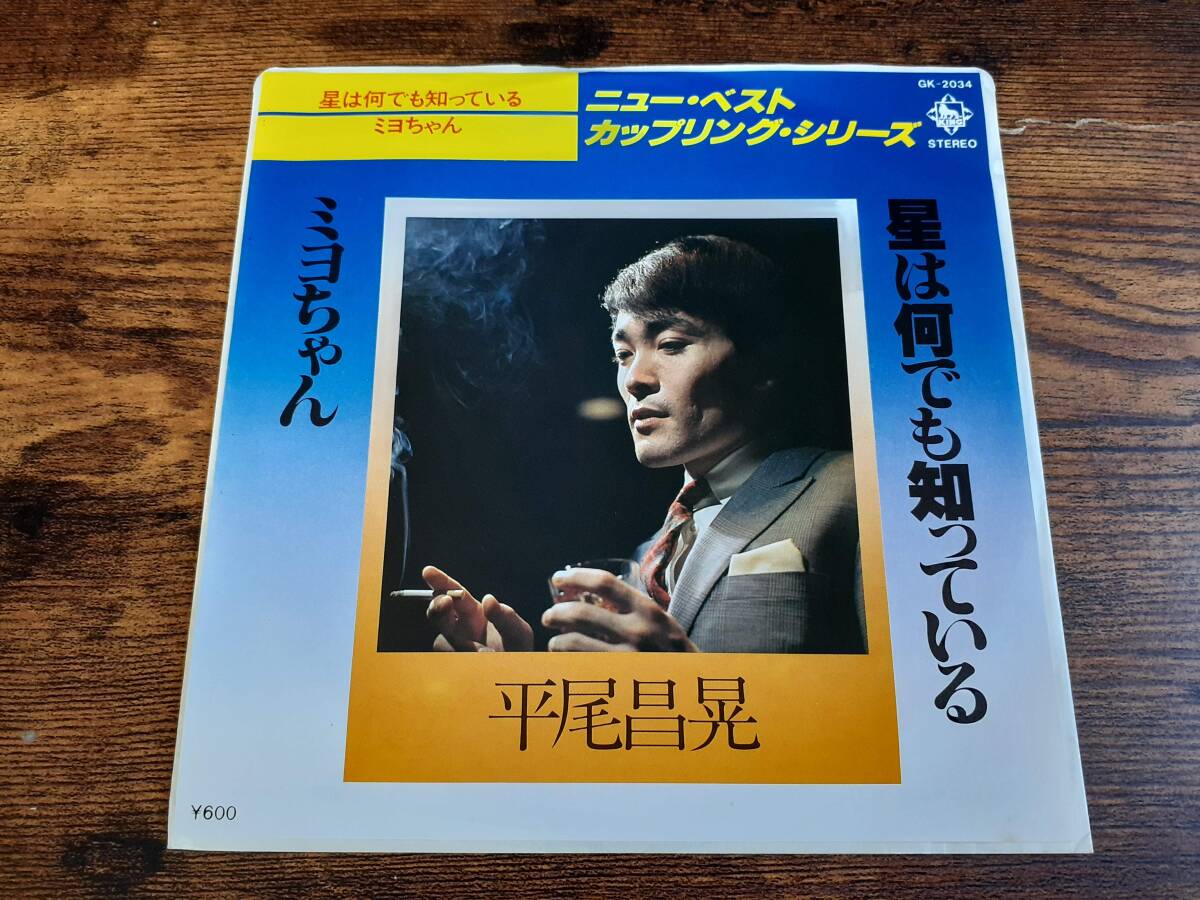 星は何でも知っている
ミヨちゃん
ニュー・ベスト
カップリング・シリーズ
GK-2034
KING
STEREO
星は何でも知っている
ミヨちゃん
平尾昌晃
¥600